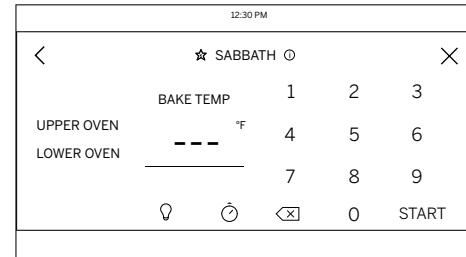 12:30 PM
SABBATH
BAKE TEMP
1 2 3
UPPER OVEN
LOWER OVEN
--- °F
4 5 6
7 8 9
0 START